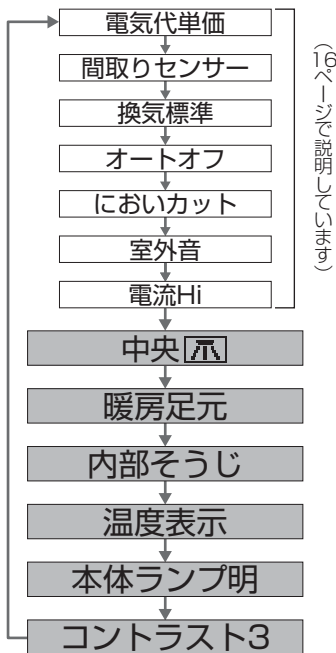 電気代単価
間取りセンサー
換気標準
オートオフ
においカット
室外音
電流Hi
(16ページで説明しています)
中央
暖房足元
内部そうじ
温度表示
本体ランプ明
コントラスト3